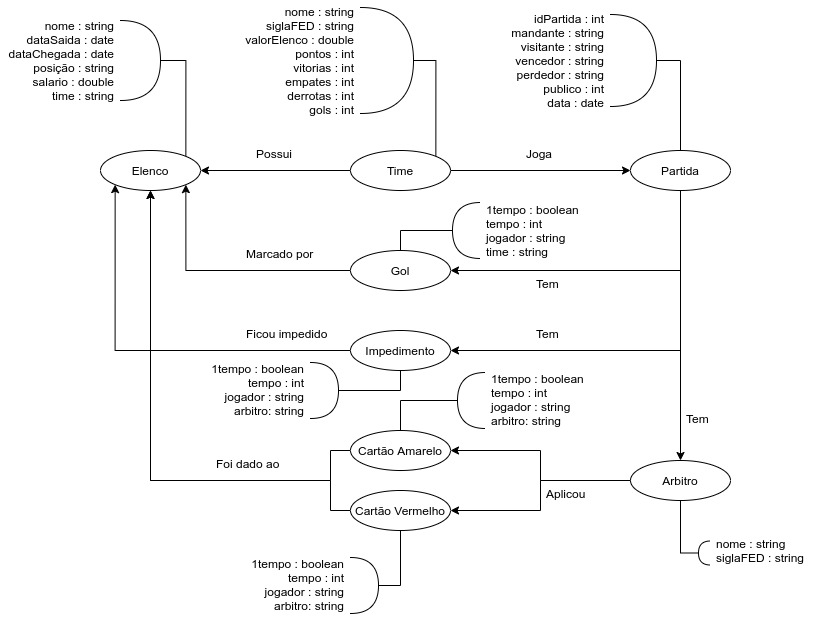 nome : string
dataSaida : date
dataChegada : date
posição : string
salario : double
time : string
nome : string
siglaFED : string
valorElenco : double
pontos : int
vitorias : int
empates : int
derrotas : int
gols : int
idPartida : int
mandante : string
visitante : string
vencedor : string
perdedor : string
publico : int
data : date
Elenco
Possui
Time
Joga
Partida
1tempo : boolean
tempo : int
jogador : string
time : string
Marcado por
Gol
Tem
Ficou impedido
Impedimento
Tem
1tempo : boolean
tempo : int
jogador : string
arbitro: string
1tempo : boolean
tempo : int
jogador : string
arbitro: string
Tem
Foi dado ao
Cartão Amarelo
Cartão Vermelho
Aplicou
Arbitro
nome : string
siglaFED : string
1tempo : boolean
tempo : int
jogador : string
arbitro: string